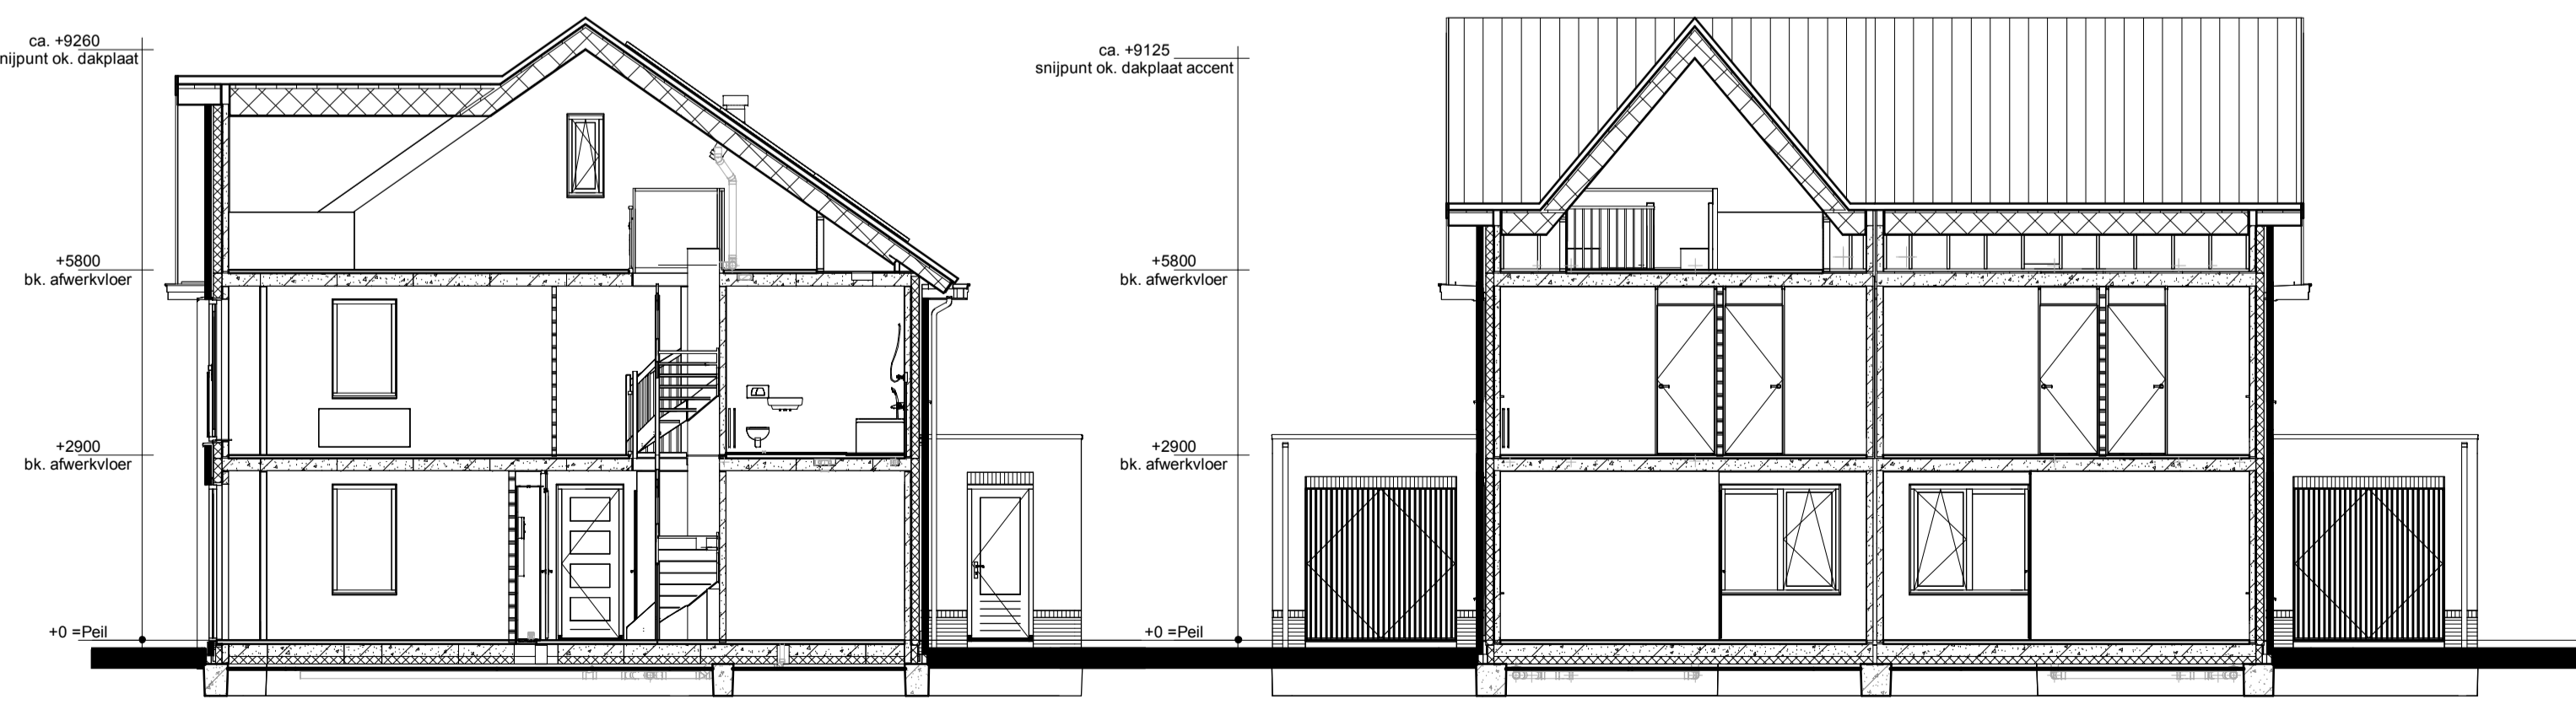 ca. +9260
nijpunt ok. dakplaat
+5800
bk. afwerkvloer
+2900
bk. afwerkvloer
+0 =Peil
ca. +9125
snijpunt ok. dakplaat accent
+5800
bk. afwerkvloer
+2900
bk. afwerkvloer
+0 =Peil